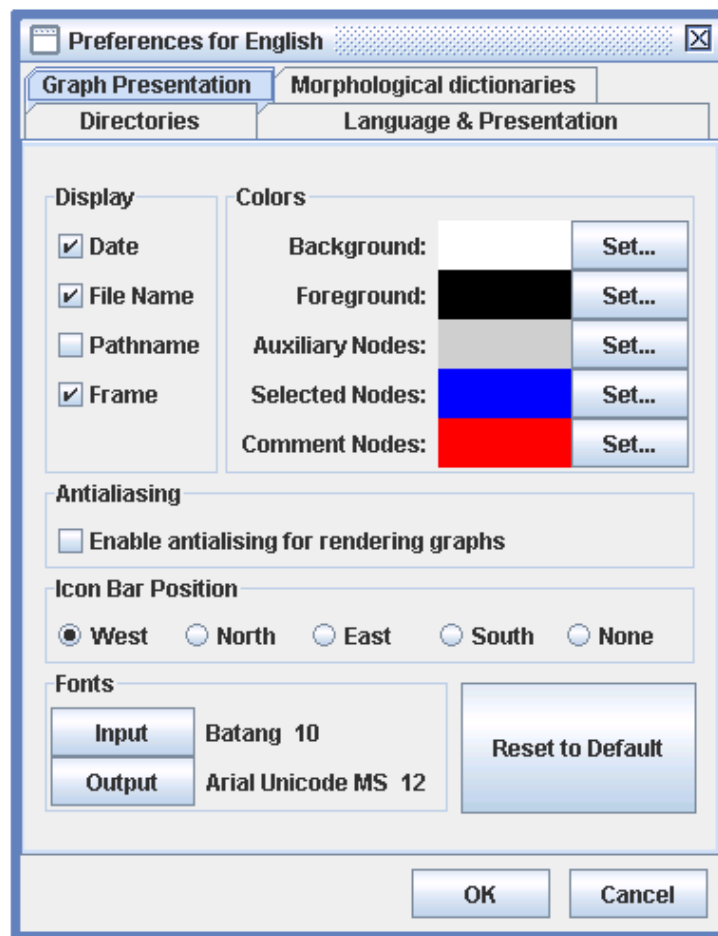 Preferences for English
Graph Presentation Morphological dictionaries
Directories Language & Presentation
Display Colors
Date Background: Set...
File Name Foreground: Set...
Pathname Auxiliary Nodes: Set...
Frame Selected Nodes: Set...
Comment Nodes: Set...
Antialiasing
Enable antialising for rendering graphs
Icon Bar Position
West North East South None
Fonts
Input Batang 10
Reset to Default
Output Arial Unicode MS 12
OK Cancel